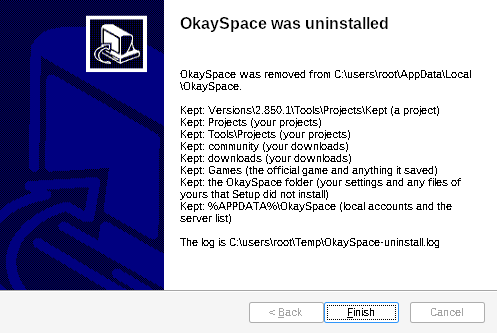 OkaySpace was uninstalled
OkaySpace was removed from C:\users\root\AppData\Local
\OkaySpace.
Kept: Versions\2.850.1\Tools\Projects\Kept (a project)
Kept: Projects (your projects)
Kept: Tools\Projects (your projects)
Kept: community (your downloads)
Kept: downloads (your downloads)
Kept: Games (the official game and anything it saved)
Kept: the OkaySpace folder (your settings and any files of
yours that Setup did not install)
Kept: %APPDATA%\OkaySpace (local accounts and the
server list)
The log is C:\users\root\Temp\OkaySpace-uninstall.log
< Back
Finish
Cancel